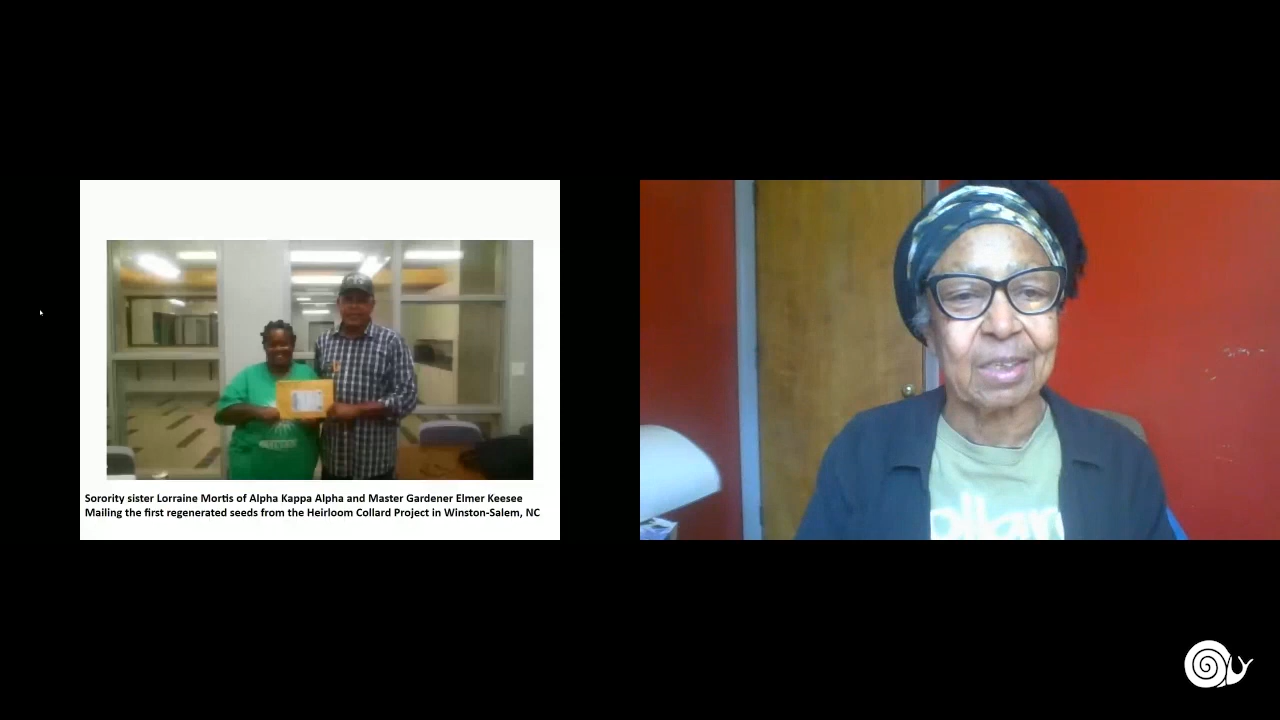 Sorority sister Lorraine Mortis of Alpha Kappa Alpha and Master Gardener Elmer Keesee
Mailing the first regenerated seeds from the Heirloom Collard Project in Winston-Salem, NC